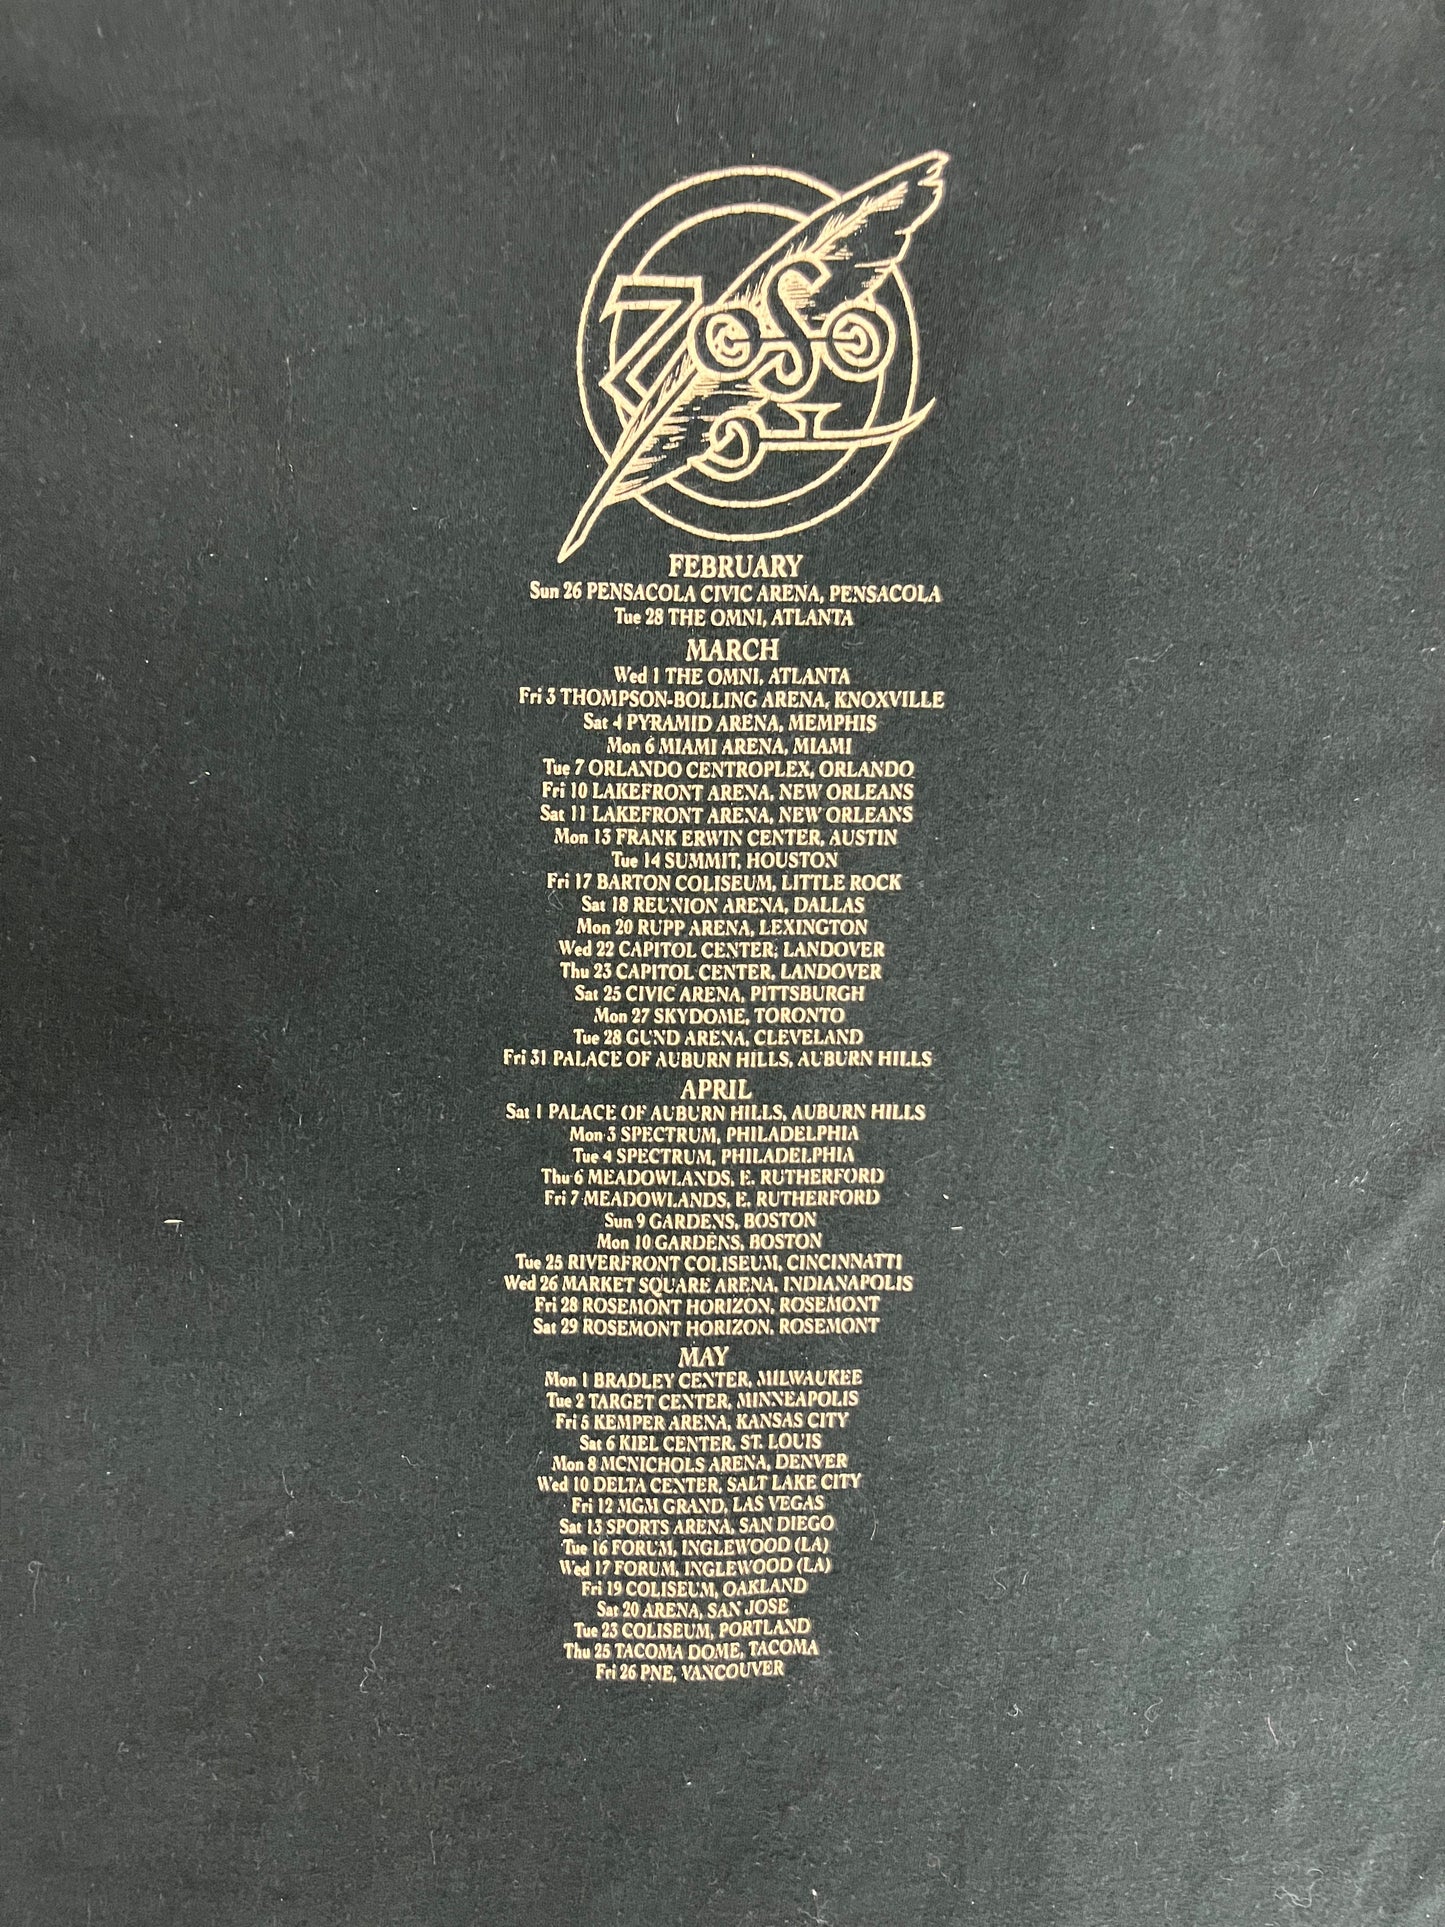 ZoSo
FEBRUARY
Sun 26 PENSACOLA CIVIC ARENA, PENSACOLA
Tue 28 THE OMNI, ATLANTA
MARCH
Wed 1 THE OMNI, ATLANTA
Fri 3 THOMPSON-BOLLING ARENA, KNOXVILLE
Sat 4 PYRAMID ARENA, MEMPHIS
Mon 6 MIAMI ARENA, MIAMI
Tue 7 ORLANDO CENTROPLEX, ORLANDO
Fri 10 LAKEFRONT ARENA, NEW ORLEANS
Sat 11 LAKEFRONT ARENA, NEW ORLEANS
Mon 13 FRANK ERWIN CENTER, AUSTIN
Tue 14 SUMMIT, HOUSTON
Fri 17 BARTON COLISEUM, LITTLE ROCK
Sat 18 REUNION ARENA, DALLAS
Mon 20 RUPP ARENA, LEXINGTON
Wed 22 CAPITOL CENTER, LANDOVER
Thu 23 CAPITOL CENTER, LANDOVER
Sat 25 CIVIC ARENA, PITTSBURGH
Mon 27 SKYDOME, TORONTO
Tue 28 GUND ARENA, CLEVELAND
Fri 31 PALACE OF AUBURN HILLS, AUBURN HILLS
APRIL
Sat 1 PALACE OF AUBURN HILLS, AUBURN HILLS
Mon 3 SPECTRUM, PHILADELPHIA
Tue 4 SPECTRUM, PHILADELPHIA
Thu 6 MEADOWLANDS, E. RUTHERFORD
Fri 7 MEADOWLANDS, E. RUTHERFORD
Sun 9 GARDENS, BOSTON
Mon 10 GARDENS, BOSTON
Tue 25 RIVERFRONT COLISEUM, CINCINNATTI
Wed 26 MARKET SQUARE ARENA, INDIANAPOLIS
Fri 28 ROSEMONT HORIZON, ROSEMONT
Sat 29 ROSEMONT HORIZON, ROSEMONT
MAY
Mon 1 BRADLEY CENTER, MILWAUKEE
Tue 2 TARGET CENTER, MINNEAPOLIS
Fri 5 KEMPER ARENA, KANSAS CITY
Sat 6 KIEL CENTER, ST. LOUIS
Mon 8 MCNICHOLS ARENA, DENVER
Wed 10 DELTA CENTER, SALT LAKE CITY
Fri 12 MGM GRAND, LAS VEGAS
Sat 13 SPORTS ARENA, SAN DIEGO
Tue 16 FORUM, INGLEWOOD (LA)
Wed 17 FORUM, INGLEWOOD (LA)
Fri 19 COLISEUM, OAKLAND
Sat 20 ARENA, SAN JOSE
Tue 23 COLISEUM, PORTLAND
Thu 25 TACOMA DOME, TACOMA
Fri 26 PNE, VANCOUVER